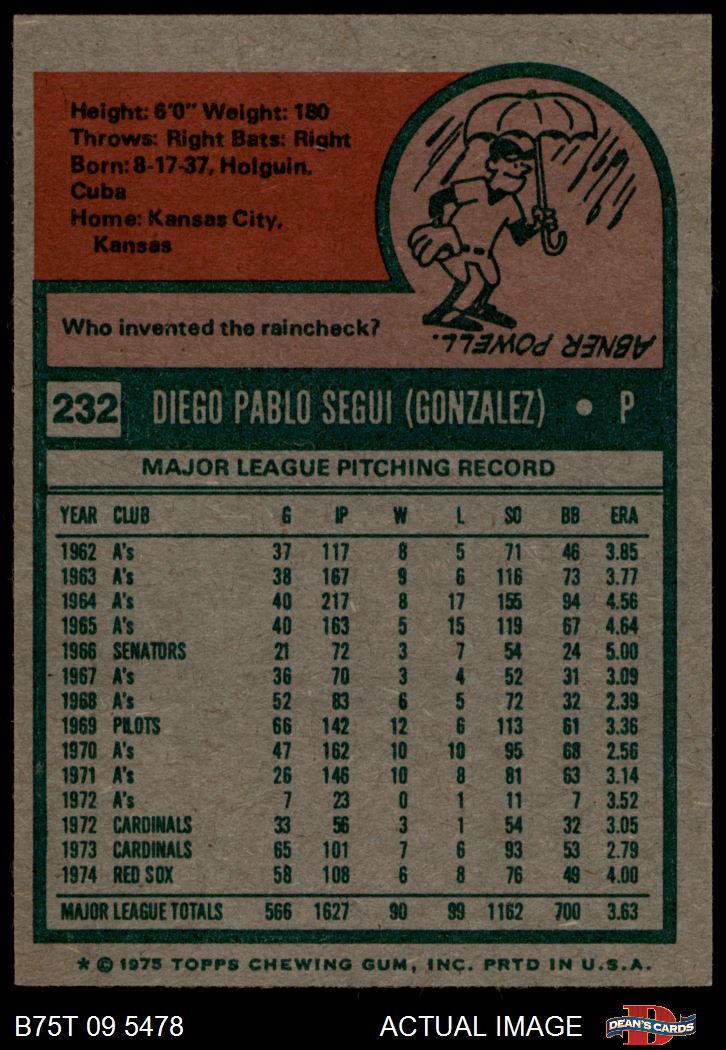 Height: 6'0" Weight: 180
Throws: Right Bats: Right
Born: 8-17-37, Holguin,
Cuba
Home: Kansas City,
Kansas
Who invented the raincheck?
ABNER POWELL.
232 DIEGO PABLO SEGUI (GONZALEZ) • P
MAJOR LEAGUE PITCHING RECORD
YEAR CLUB G IP W L SO BB ERA
1962 A's 37 117 8 5 71 46 3.85
1963 A's 38 167 9 6 116 73 3.77
1964 A's 40 217 8 17 155 94 4.56
1965 A's 40 163 5 15 119 67 4.64
1966 SENATORS 21 72 3 7 54 24 5.00
1967 A's 36 70 3 4 52 31 3.09
1968 A's 52 83 6 5 72 32 2.39
1969 PILOTS 66 142 12 6 113 61 3.36
1970 A's 47 162 10 10 95 68 2.56
1971 A's 26 146 10 8 81 63 3.14
1972 A's 7 23 0 1 11 7 3.52
1972 CARDINALS 33 56 3 1 54 32 3.05
1973 CARDINALS 65 101 7 6 93 53 2.79
1974 RED SOX 58 108 6 8 76 49 4.00
MAJOR LEAGUE TOTALS 566 1627 90 99 1162 700 3.63
* © 1975 TOPPS CHEWING GUM, INC. PRTD IN U.S.A.
B75T 09 5478 ACTUAL IMAGE D DEAN'S CARDS